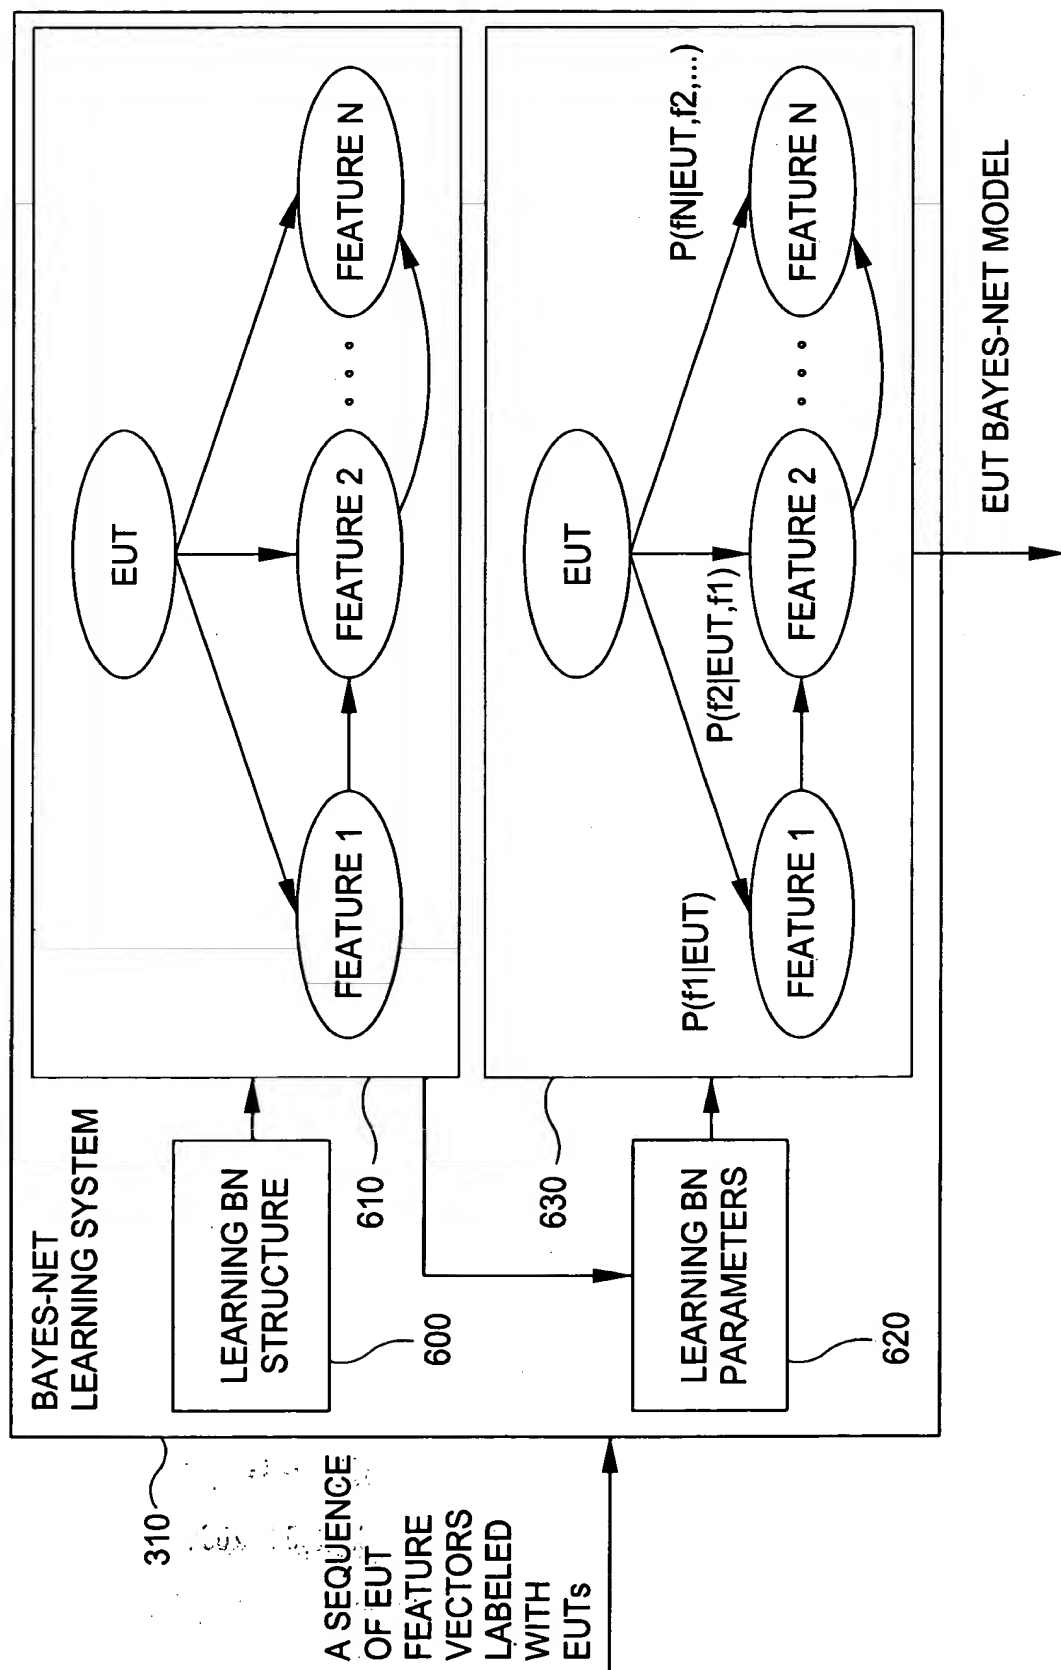 BAYES-NET
LEARNING SYSTEM
310
A SEQUENCE
OF EUT
FEATURE
VECTORS
LABELED
WITH
EUTs
LEARNING BN
STRUCTURE
600
610
EUT
FEATURE 1
FEATURE 2
FEATURE N
LEARNING BN
PARAMETERS
620
630
EUT
P(f1|EUT)
P(f2|EUT,f1)
P(fN|EUT,f2,...)
FEATURE 1
FEATURE 2
FEATURE N
EUT BAYES-NET MODEL